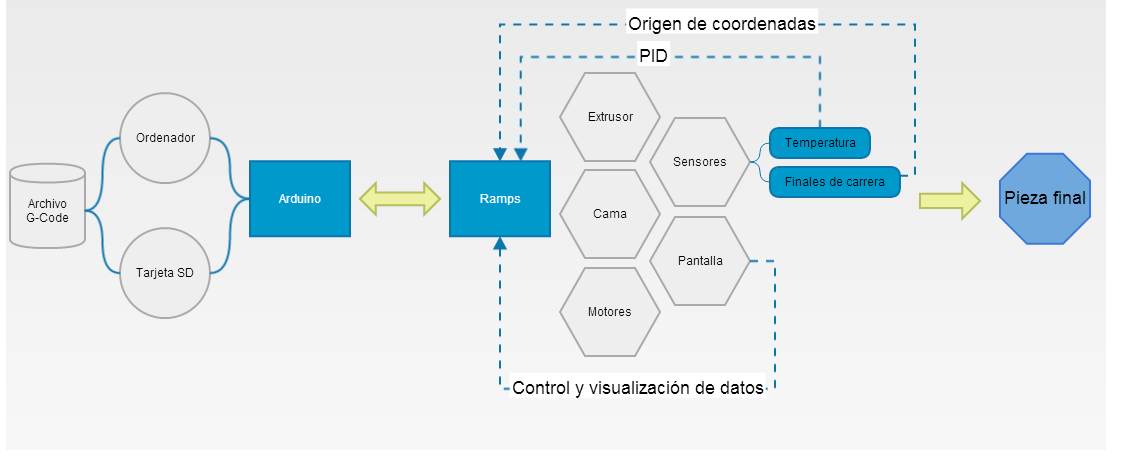 Origen de coordenadas
PID
Extrusor
Ordenador
Sensores
Temperatura
Finales de carrera
Archivo
G-Code
Arduino
Ramps
Cama
Pieza final
Tarjeta SD
Pantalla
Motores
Control y visualización de datos